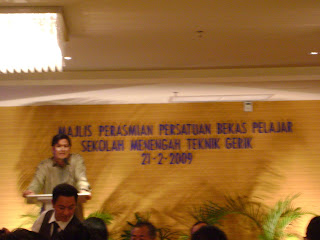 MAJLIS PERASMIAN PERSATUAN BEKAS PELAJAR
SEKOLAH MENENGAH TEKNIK GERIK
21-2-2009